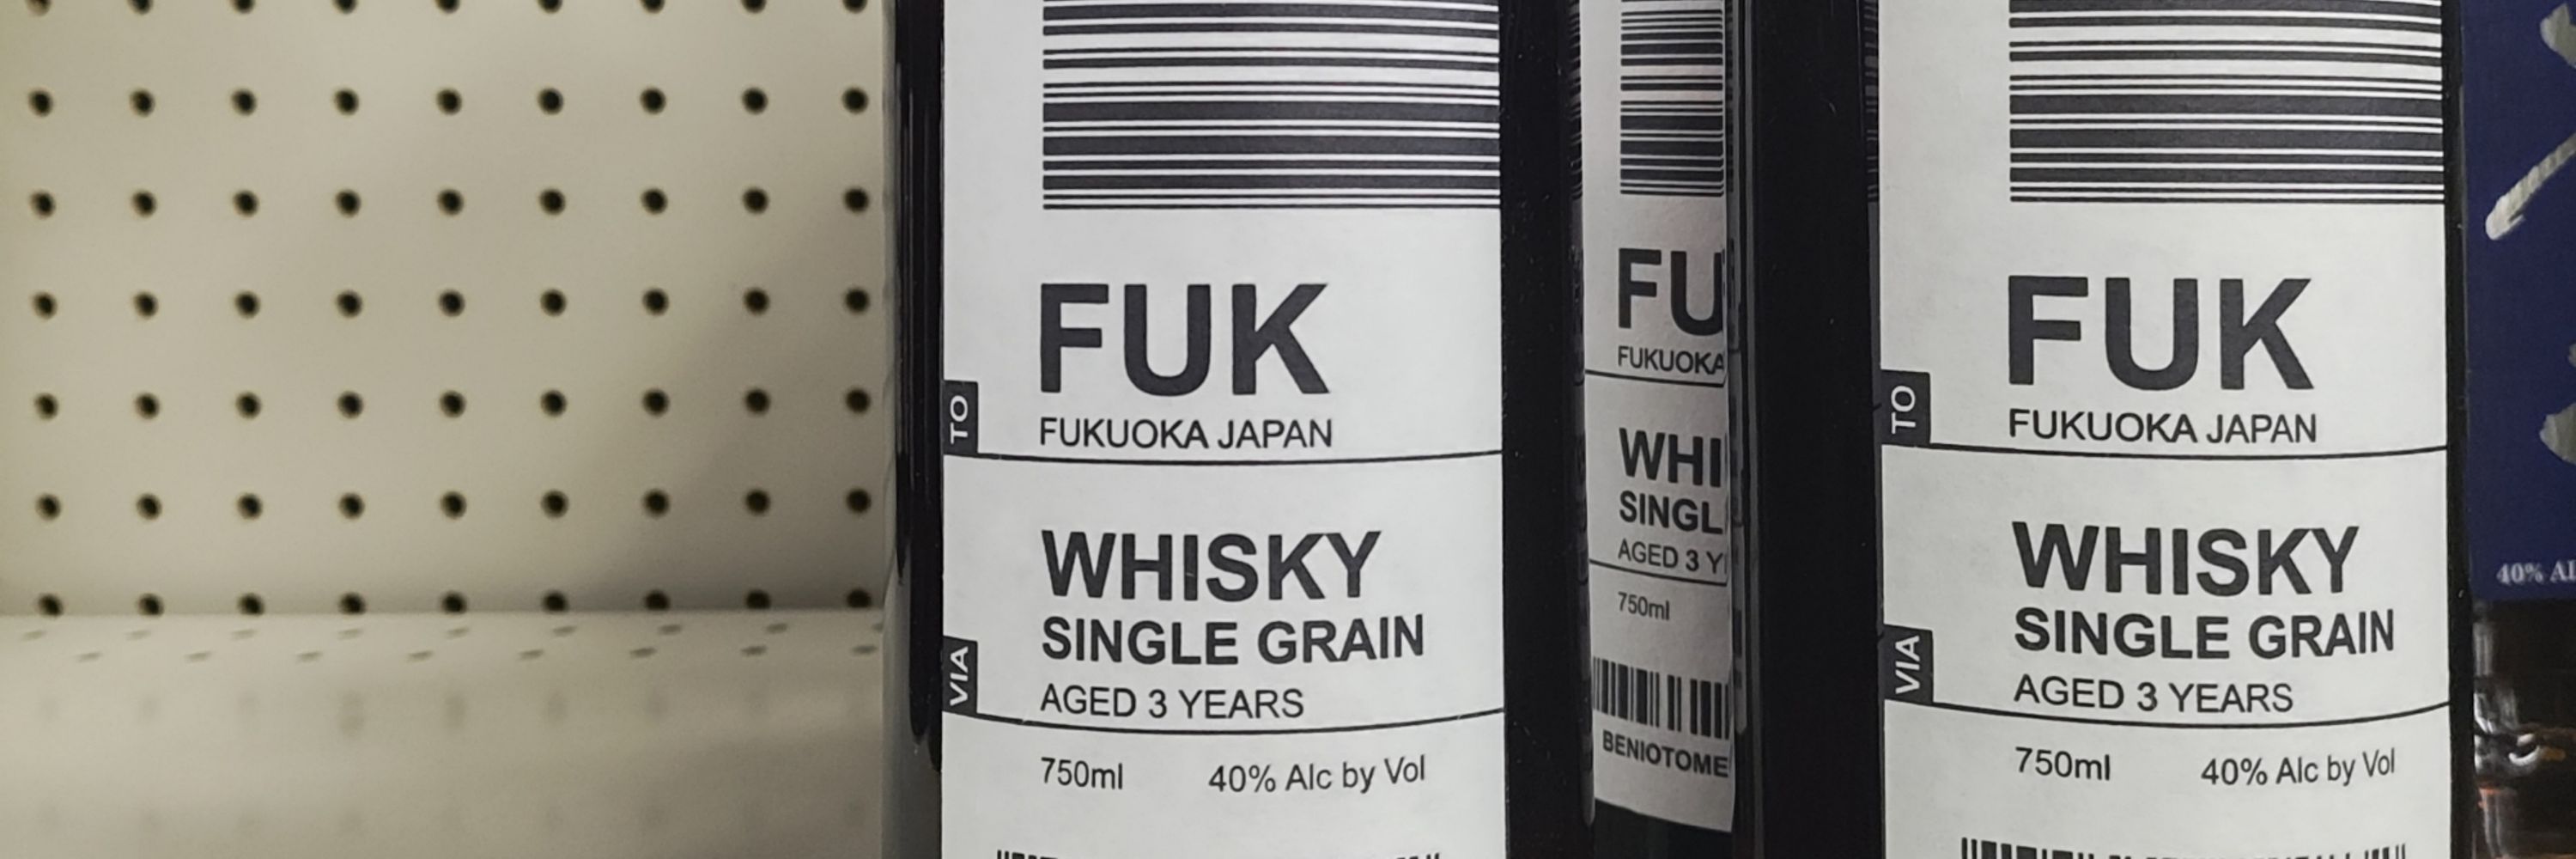 FUK
TO
FUKUOKA JAPAN
WHISKY
SINGLE GRAIN
VIA
AGED 3 YEARS
750ml 40% Alc by Vol
FU
FUKUOKA
WHI
SINGL
AGED 3 Y
750ml
BENIOTOME
FUK
TO
FUKUOKA JAPAN
WHISKY
SINGLE GRAIN
VIA
AGED 3 YEARS
750ml 40% Alc by Vol
40% Al